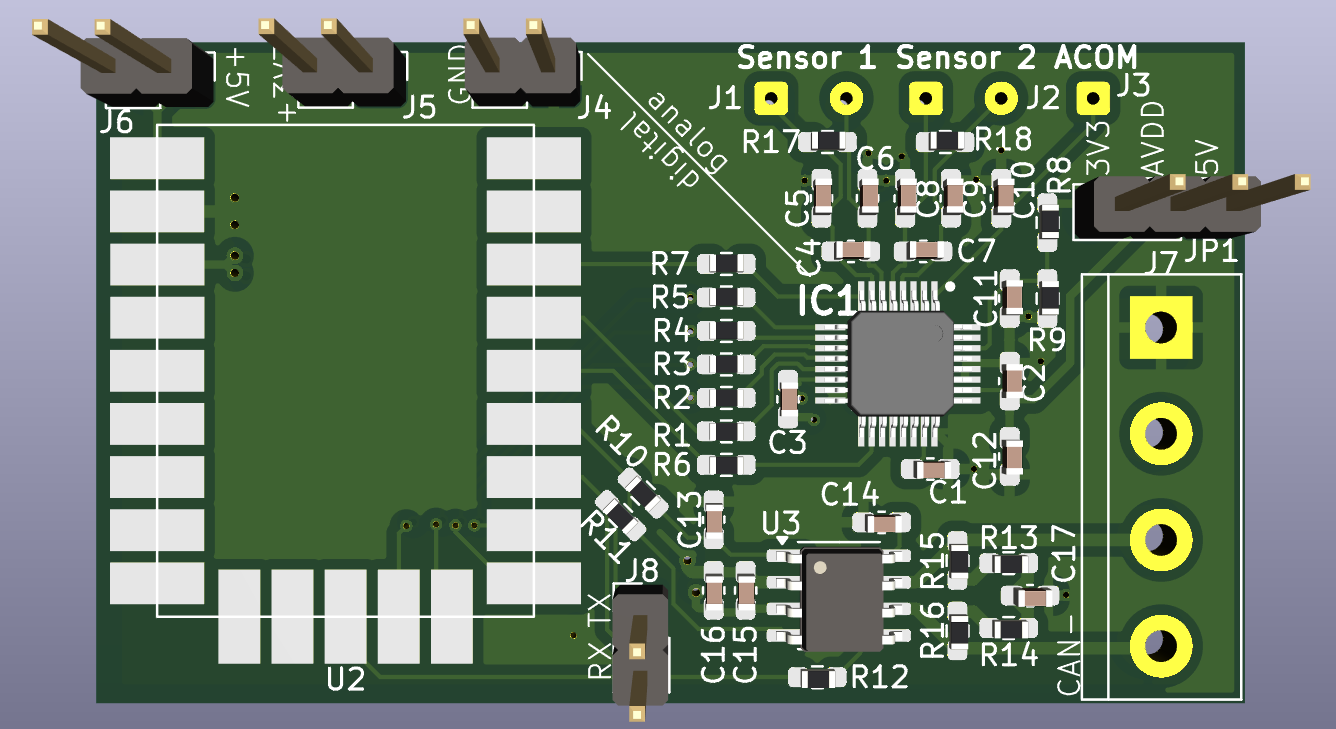 Sensor 1 Sensor 2 ACOM
+5V
GND
+
J6
J5
J4
J1
J2
J3
analog
digital
R17
R18
C6
C5
C8
C9
C10
R8
3V3
AVDD
5V
C4
C7
JP1
J7
R7
R5
R4
R3
R2
R1
R6
IC1
C11
R9
C2
C3
C12
C1
R10
R11
C13
C14
U3
R15
R13
C17
J8
RX TX
C16
C15
R16
R14
CAN-
R12
U2